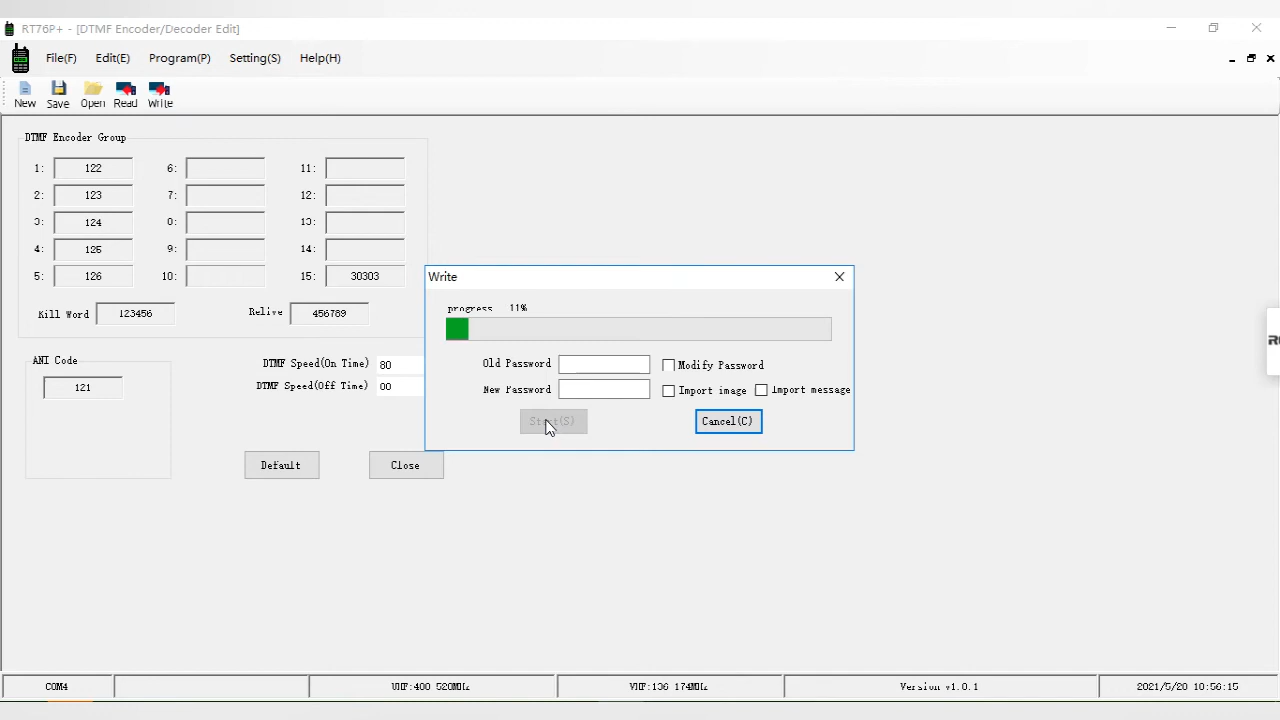 RT76P+ - [DTMF Encoder/Decoder Edit]
File(F) Edit(E) Program(P) Setting(S) Help(H)
New Save Open Read Write
DTMF Encoder Group
1: 122 6: 11:
2: 123 7: 12:
3: 124 8: 13:
4: 125 9: 14:
5: 126 10: 15: 30303
Kill Word 123456 Relive 456789
ANI Code
121
DTMF Speed(On Time) 80
DTMF Speed(Off Time)
Default Close
Write
progress 11%
Old Password Modify Password
New Password Import image Import message
Start(S) Cancel(C)
COM4 UHF:400 520MHz VHF:136 174MHz Version v1.0.1 2021/5/20 10:56:15